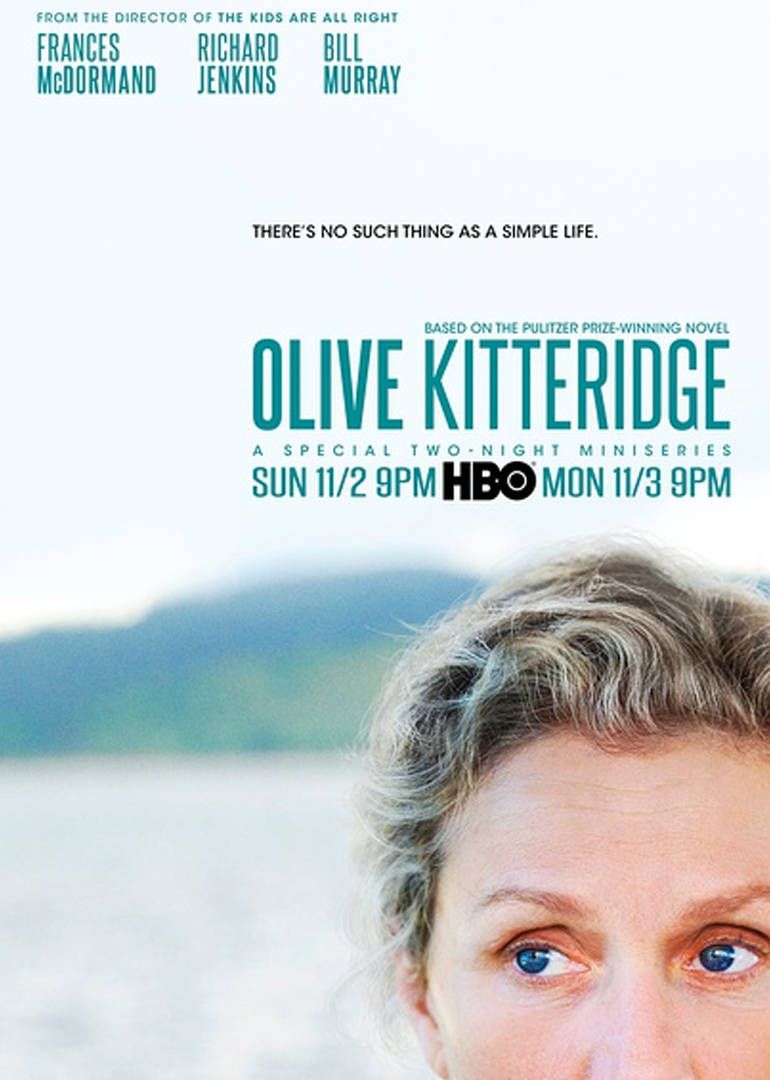 FROM THE DIRECTOR OF THE KIDS ARE ALL RIGHT
FRANCES McDORMAND
RICHARD JENKINS
BILL MURRAY
THERE'S NO SUCH THING AS A SIMPLE LIFE.
BASED ON THE PULITZER PRIZE-WINNING NOVEL
OLIVE KITTERIDGE
A SPECIAL TWO-NIGHT MINISERIES
SUN 11/2 9PM HBO® MON 11/3 9PM